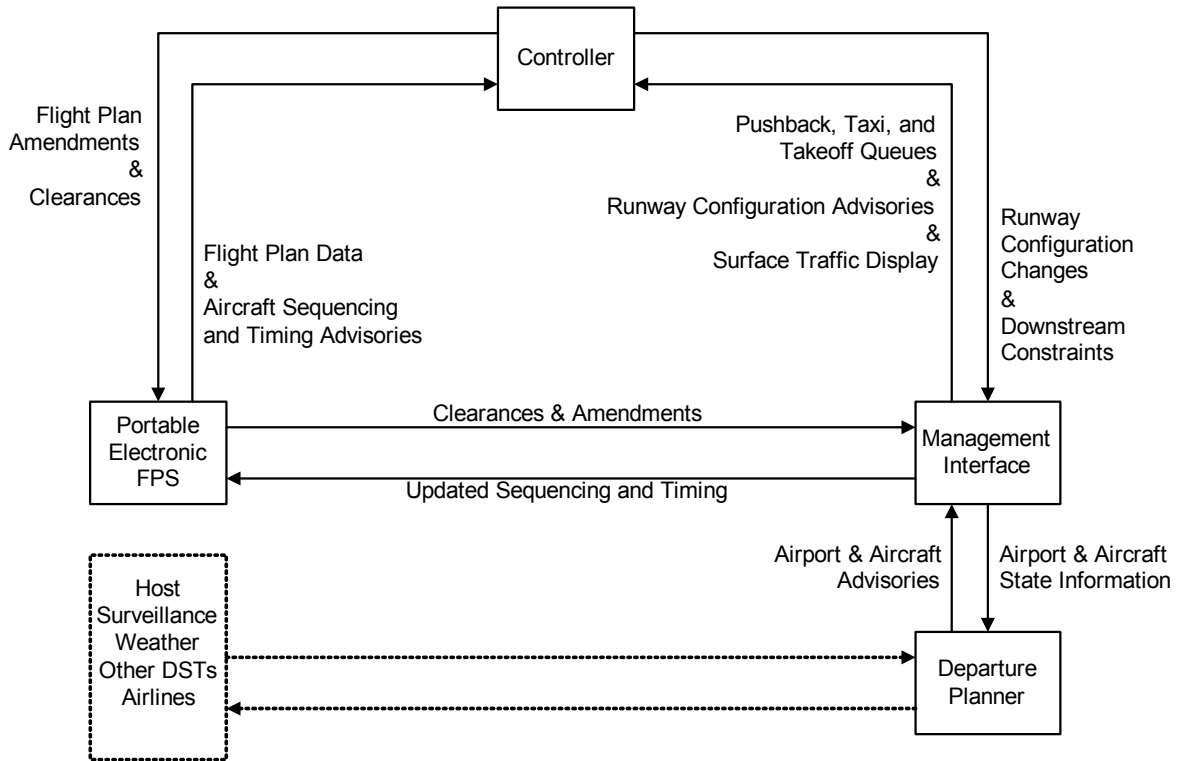 Controller
Flight Plan
Amendments
&
Clearances
Flight Plan Data
&
Aircraft Sequencing
and Timing Advisories
Pushback, Taxi, and
Takeoff Queues
&
Runway Configuration Advisories
&
Surface Traffic Display
Runway
Configuration
Changes
&
Downstream
Constraints
Portable
Electronic
FPS
Clearances & Amendments
Updated Sequencing and Timing
Management
Interface
Airport & Aircraft
Advisories
Airport & Aircraft
State Information
Host
Surveillance
Weather
Other DSTs
Airlines
Departure
Planner